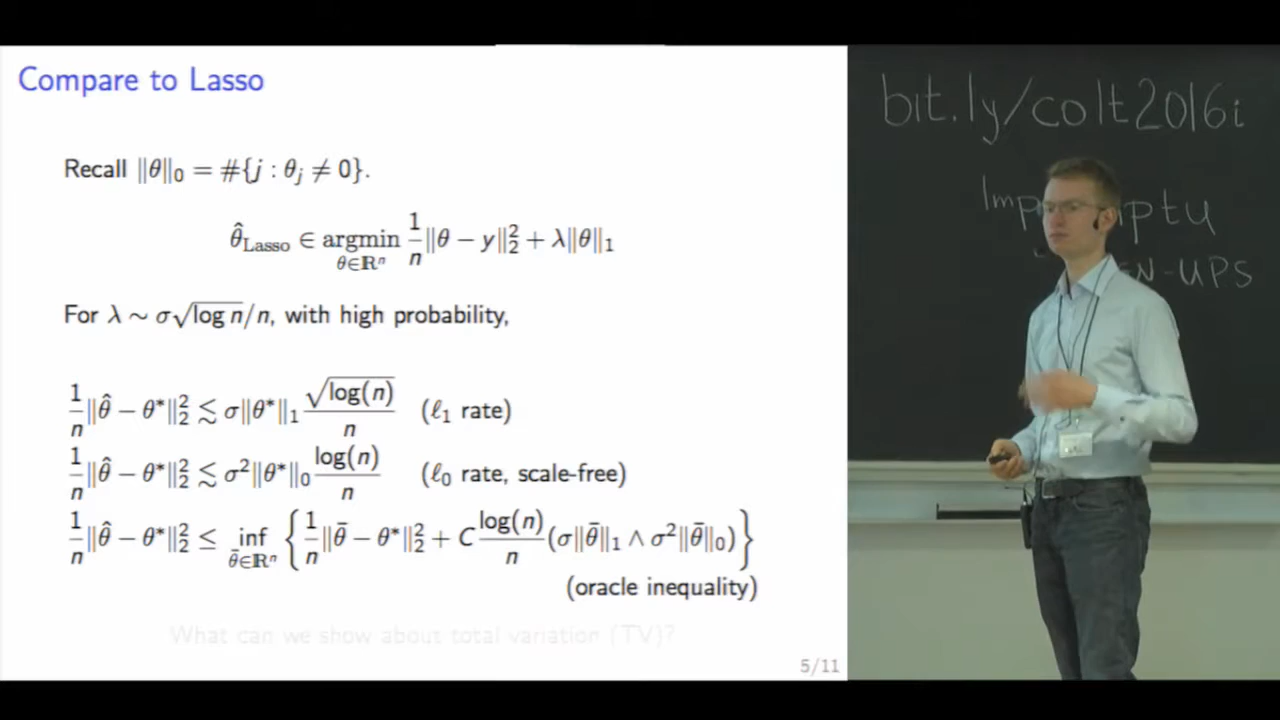 Compare to Lasso
Recall ‖θ‖₀ = #{j : θⱼ ≠ 0}.
θ̂_Lasso ∈ argmin_{θ∈ℝⁿ} 1/n ‖θ − y‖₂² + λ‖θ‖₁
For λ ∼ σ√log n/n, with high probability,
1/n ‖θ̂ − θ*‖₂² ≲ σ‖θ*‖₁ √log(n)/n (ℓ₁ rate)
1/n ‖θ̂ − θ*‖₂² ≲ σ²‖θ*‖₀ log(n)/n (ℓ₀ rate, scale-free)
1/n ‖θ̂ − θ*‖₂² ≤ inf_{θ̄∈ℝⁿ} {1/n ‖θ̄ − θ*‖₂² + C log(n)/n (σ‖θ̄‖₁ ∧ σ²‖θ̄‖₀)}
(oracle inequality)
What can we show about total variation (TV)?
5/11
bit.ly/colt2016i